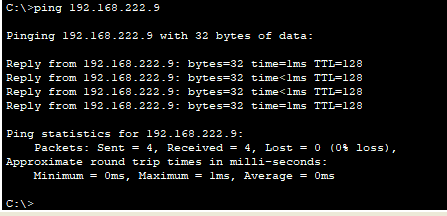 C:\>ping 192.168.222.9
Pinging 192.168.222.9 with 32 bytes of data:
Reply from 192.168.222.9: bytes=32 time=1ms TTL=128
Reply from 192.168.222.9: bytes=32 time<1ms TTL=128
Reply from 192.168.222.9: bytes=32 time<1ms TTL=128
Reply from 192.168.222.9: bytes=32 time=1ms TTL=128
Ping statistics for 192.168.222.9:
Packets: Sent = 4, Received = 4, Lost = 0 (0% loss),
Approximate round trip times in milli-seconds:
Minimum = 0ms, Maximum = 1ms, Average = 0ms
C:\>